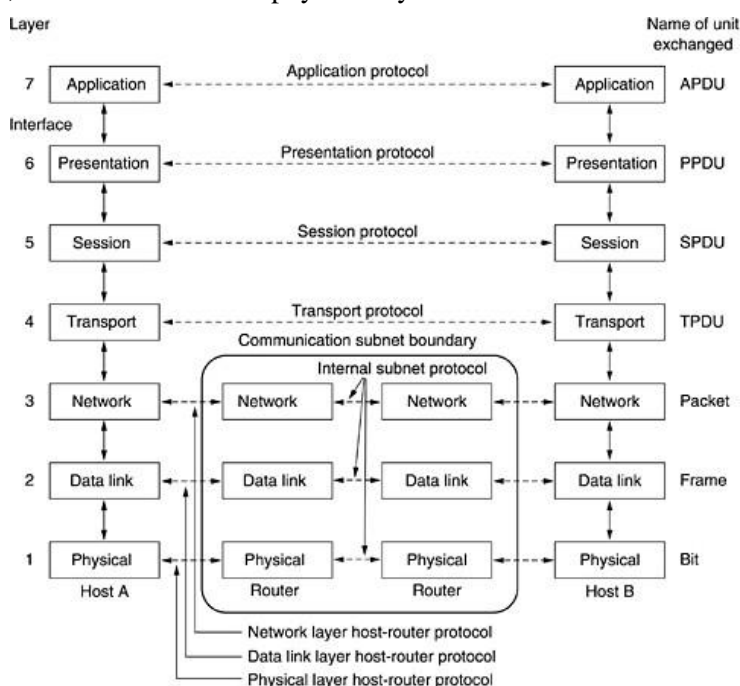 Layer
Name of unit exchanged
7 Application Application protocol Application APDU
Interface
6 Presentation Presentation protocol Presentation PPDU
5 Session Session protocol Session SPDU
4 Transport Transport protocol Transport TPDU
Communication subnet boundary
Internal subnet protocol
3 Network Network Network Network Packet
2 Data link Data link Data link Data link Frame
1 Physical Physical Physical Physical Bit
Host A Router Router Host B
Network layer host-router protocol
Data link layer host-router protocol
Physical layer host-router protocol